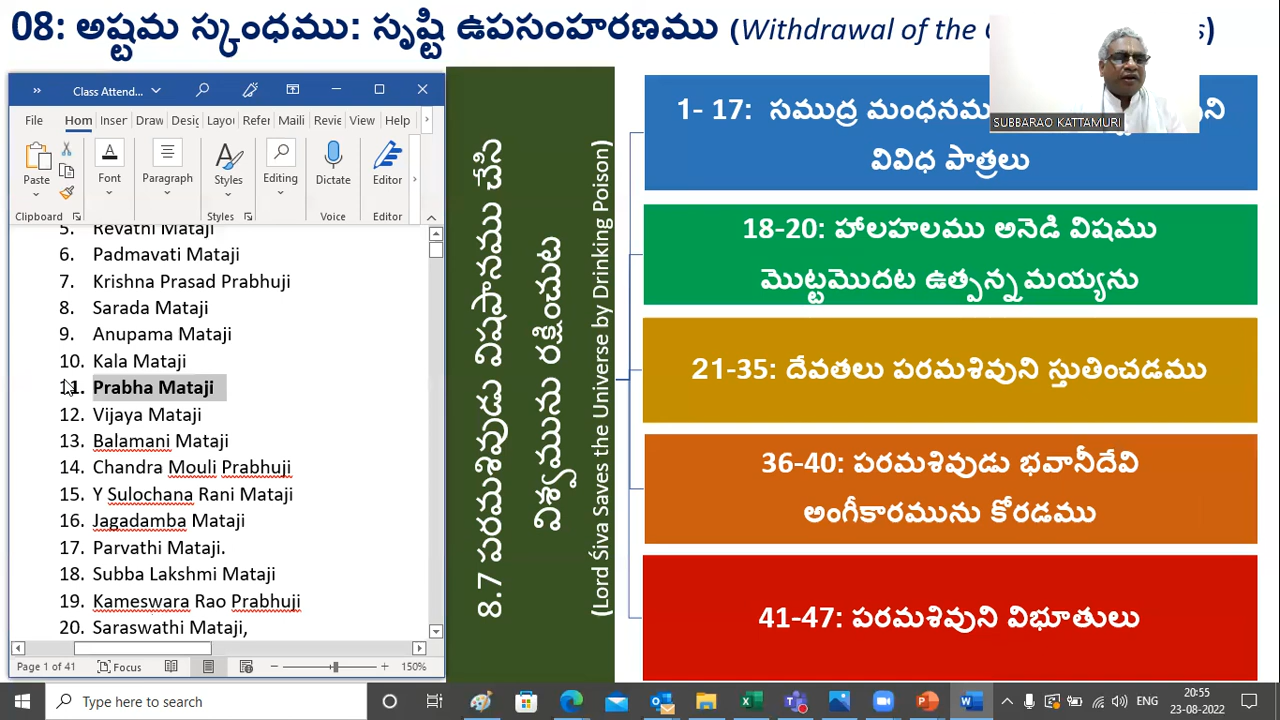 08: అష్టమ స్కంధము: సృష్టి ఉపసంహరణము (Withdrawal of the C s)
SUBBARAO KATTAMURI
» Class Attend...
File Hom Inser Draw Desig Layou Refer Maili Revie View Help
Paste Font Paragraph Styles Editing Dictate Editor
Clipboard Styles Voice Editor
5. Revathi Mataji
6. Padmavati Mataji
7. Krishna Prasad Prabhuji
8. Sarada Mataji
9. Anupama Mataji
10. Kala Mataji
11. Prabha Mataji
12. Vijaya Mataji
13. Balamani Mataji
14. Chandra Mouli Prabhuji
15. Y Sulochana Rani Mataji
16. Jagadamba Mataji
17. Parvathi Mataji.
18. Subba Lakshmi Mataji
19. Kameswara Rao Prabhuji
20. Saraswathi Mataji,
Page 1 of 41 Focus 150%
8.7 పరమశివుడు విషపానము చేసి
విశ్వమును రక్షించుట
(Lord Śiva Saves the Universe by Drinking Poison)
1- 17: సముద్ర మంధనమ ని
వివిధ పాత్రలు
18-20: హాలహలము అనెడి విషము
మొట్టమొదట ఉత్పన్నమయ్యను
21-35: దేవతలు పరమశివుని స్తుతించడము
36-40: పరమశివుడు భవానీదేవి
అంగీకారమును కోరడము
41-47: పరమశివుని విభూతులు
Type here to search
ENG
20:55
23-08-2022